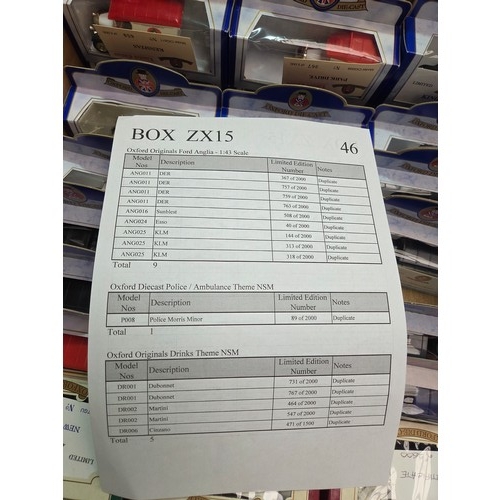 BOX ZX15 46
Oxford Originals Ford Anglia - 1:43 Scale
Model Nos Description Limited Edition Number Notes
ANG011 DER 367 of 2000 Duplicate
ANG011 DER 753 of 2000 Duplicate
ANG011 DER 759 of 2000 Duplicate
ANG011 DER 763 of 2000 Duplicate
ANG016 Sunblest 508 of 2000 Duplicate
ANG024 Esso 40 of 2000 Duplicate
ANG025 KLM 144 of 2000 Duplicate
ANG025 KLM 313 of 2000 Duplicate
ANG025 KLM 318 of 2000 Duplicate
Total 9
Oxford Diecast Police / Ambulance Theme NSM
Model Nos Description Limited Edition Number Notes
P008 Police Morris Minor 89 of 2000 Duplicate
Total 1
Oxford Originals Drinks Theme NSM
Model Nos Description Limited Edition Number Notes
DR001 Dubonnet 731 of 2000 Duplicate
DR001 Dubonnet 767 of 2000 Duplicate
DR002 Martini 464 of 2000 Duplicate
DR002 Martini 547 of 2000 Duplicate
DR006 Cinzano 471 of 1500 Duplicate
Total 5